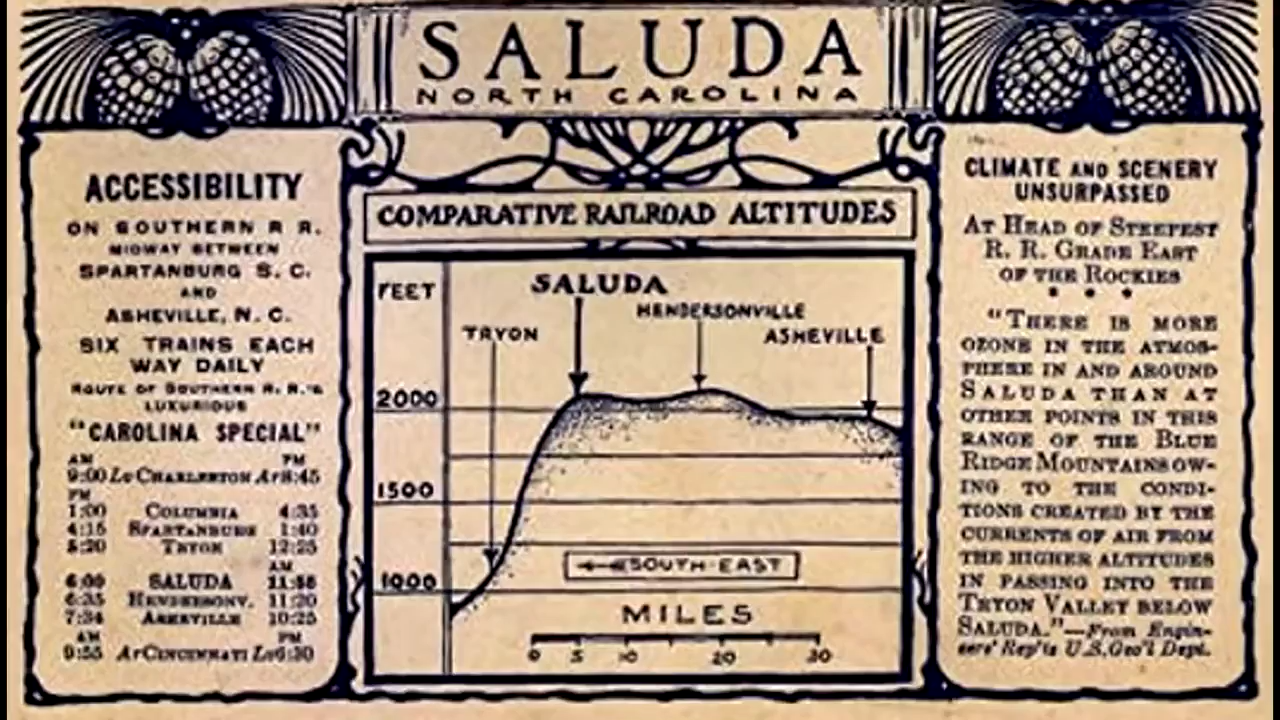 SALUDA
NORTH CAROLINA
ACCESSIBILITY
ON SOUTHERN R R.
MIDWAY BETWEEN
SPARTANBURG S. C.
AND
ASHEVILLE, N. C.
SIX TRAINS EACH
WAY DAILY
ROUTE OF SOUTHERN R. R.'S
LUXURIOUS
"CAROLINA SPECIAL"
AM PM
9:00 Lv CHARLESTON Ar 8:45
PM
1:00 COLUMBIA 4:35
4:15 SPARTANBURG 1:40
5:20 TRYON 12:25
AM
6:00 SALUDA 11:58
6:35 HENDERSONV. 11:20
7:34 ASHEVILLE 10:25
AM PM
9:55 Ar CINCINNATI Lv 6:30
COMPARATIVE RAILROAD ALTITUDES
FEET
SALUDA
HENDERSONVILLE
TRYON
ASHEVILLE
2000
1500
1000
SOUTH-EAST
MILES
0 5 10 20 30
CLIMATE AND SCENERY
UNSURPASSED
AT HEAD OF STEEPEST
R. R. GRADE EAST
OF THE ROCKIES
"THERE IS MORE
OZONE IN THE ATMOS-
PHERE IN AND AROUND
SALUDA THAN AT
OTHER POINTS IN THIS
RANGE OF THE BLUE
RIDGE MOUNTAINS OW-
ING TO THE CONDI-
TIONS CREATED BY THE
CURRENTS OF AIR FROM
THE HIGHER ALTITUDES
IN PASSING INTO THE
TRYON VALLEY BELOW
SALUDA."—From Engin-
eers' Rep'ts U.S. Geo'l Dept.